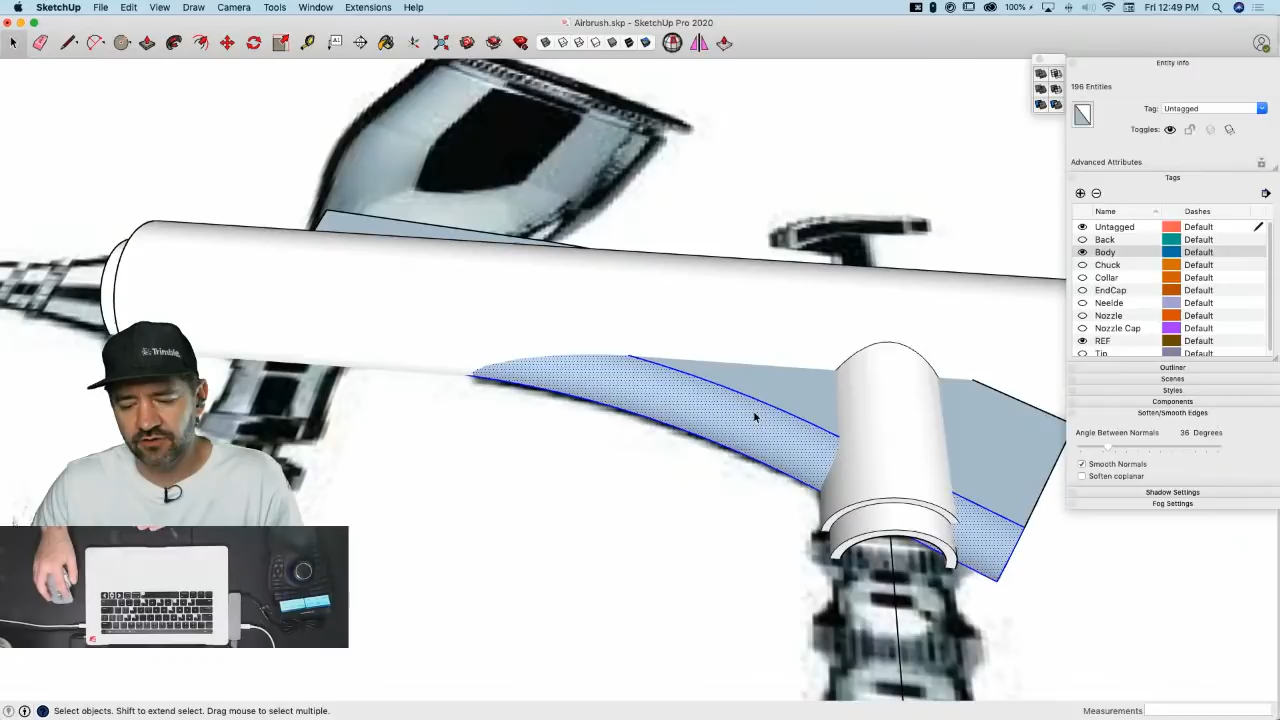 SketchUp File Edit View Draw Camera Tools Window Extensions Help
100% Fri 12:49 PM
Airbrush.skp - SketchUp Pro 2020
Entity Info
196 Entities
Tag: Untagged
Toggles:
Advanced Attributes
Tags
Name Dashes
Untagged Default
Back Default
Body Default
Chuck Default
Collar Default
EndCap Default
Neelde Default
Nozzle Default
Nozzle Cap Default
REF Default
Tip Default
Outliner
Scenes
Styles
Components
Soften/Smooth Edges
Angle Between Normals 36 Degrees
Smooth Normals
Soften coplanar
Shadow Settings
Fog Settings
Trimble
Select objects. Shift to extend select. Drag mouse to select multiple.
Measurements